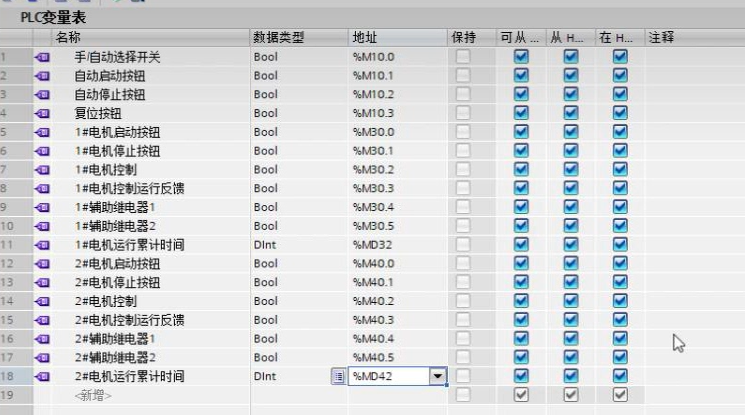 PLC变量表
名称 数据类型 地址 保持 可从 ... 从 H... 在 H... 注释
1 手/自动选择开关 Bool %M10.0
2 自动启动按钮 Bool %M10.1
3 自动停止按钮 Bool %M10.2
4 复位按钮 Bool %M10.3
5 1#电机启动按钮 Bool %M30.0
6 1#电机停止按钮 Bool %M30.1
7 1#电机控制 Bool %M30.2
8 1#电机控制运行反馈 Bool %M30.3
9 1#辅助继电器1 Bool %M30.4
10 1#辅助继电器2 Bool %M30.5
11 1#电机运行累计时间 DInt %MD32
12 2#电机启动按钮 Bool %M40.0
13 2#电机停止按钮 Bool %M40.1
14 2#电机控制 Bool %M40.2
15 2#电机控制运行反馈 Bool %M40.3
16 2#辅助继电器1 Bool %M40.4
17 2#辅助继电器2 Bool %M40.5
18 2#电机运行累计时间 DInt %MD42
19 <新增>